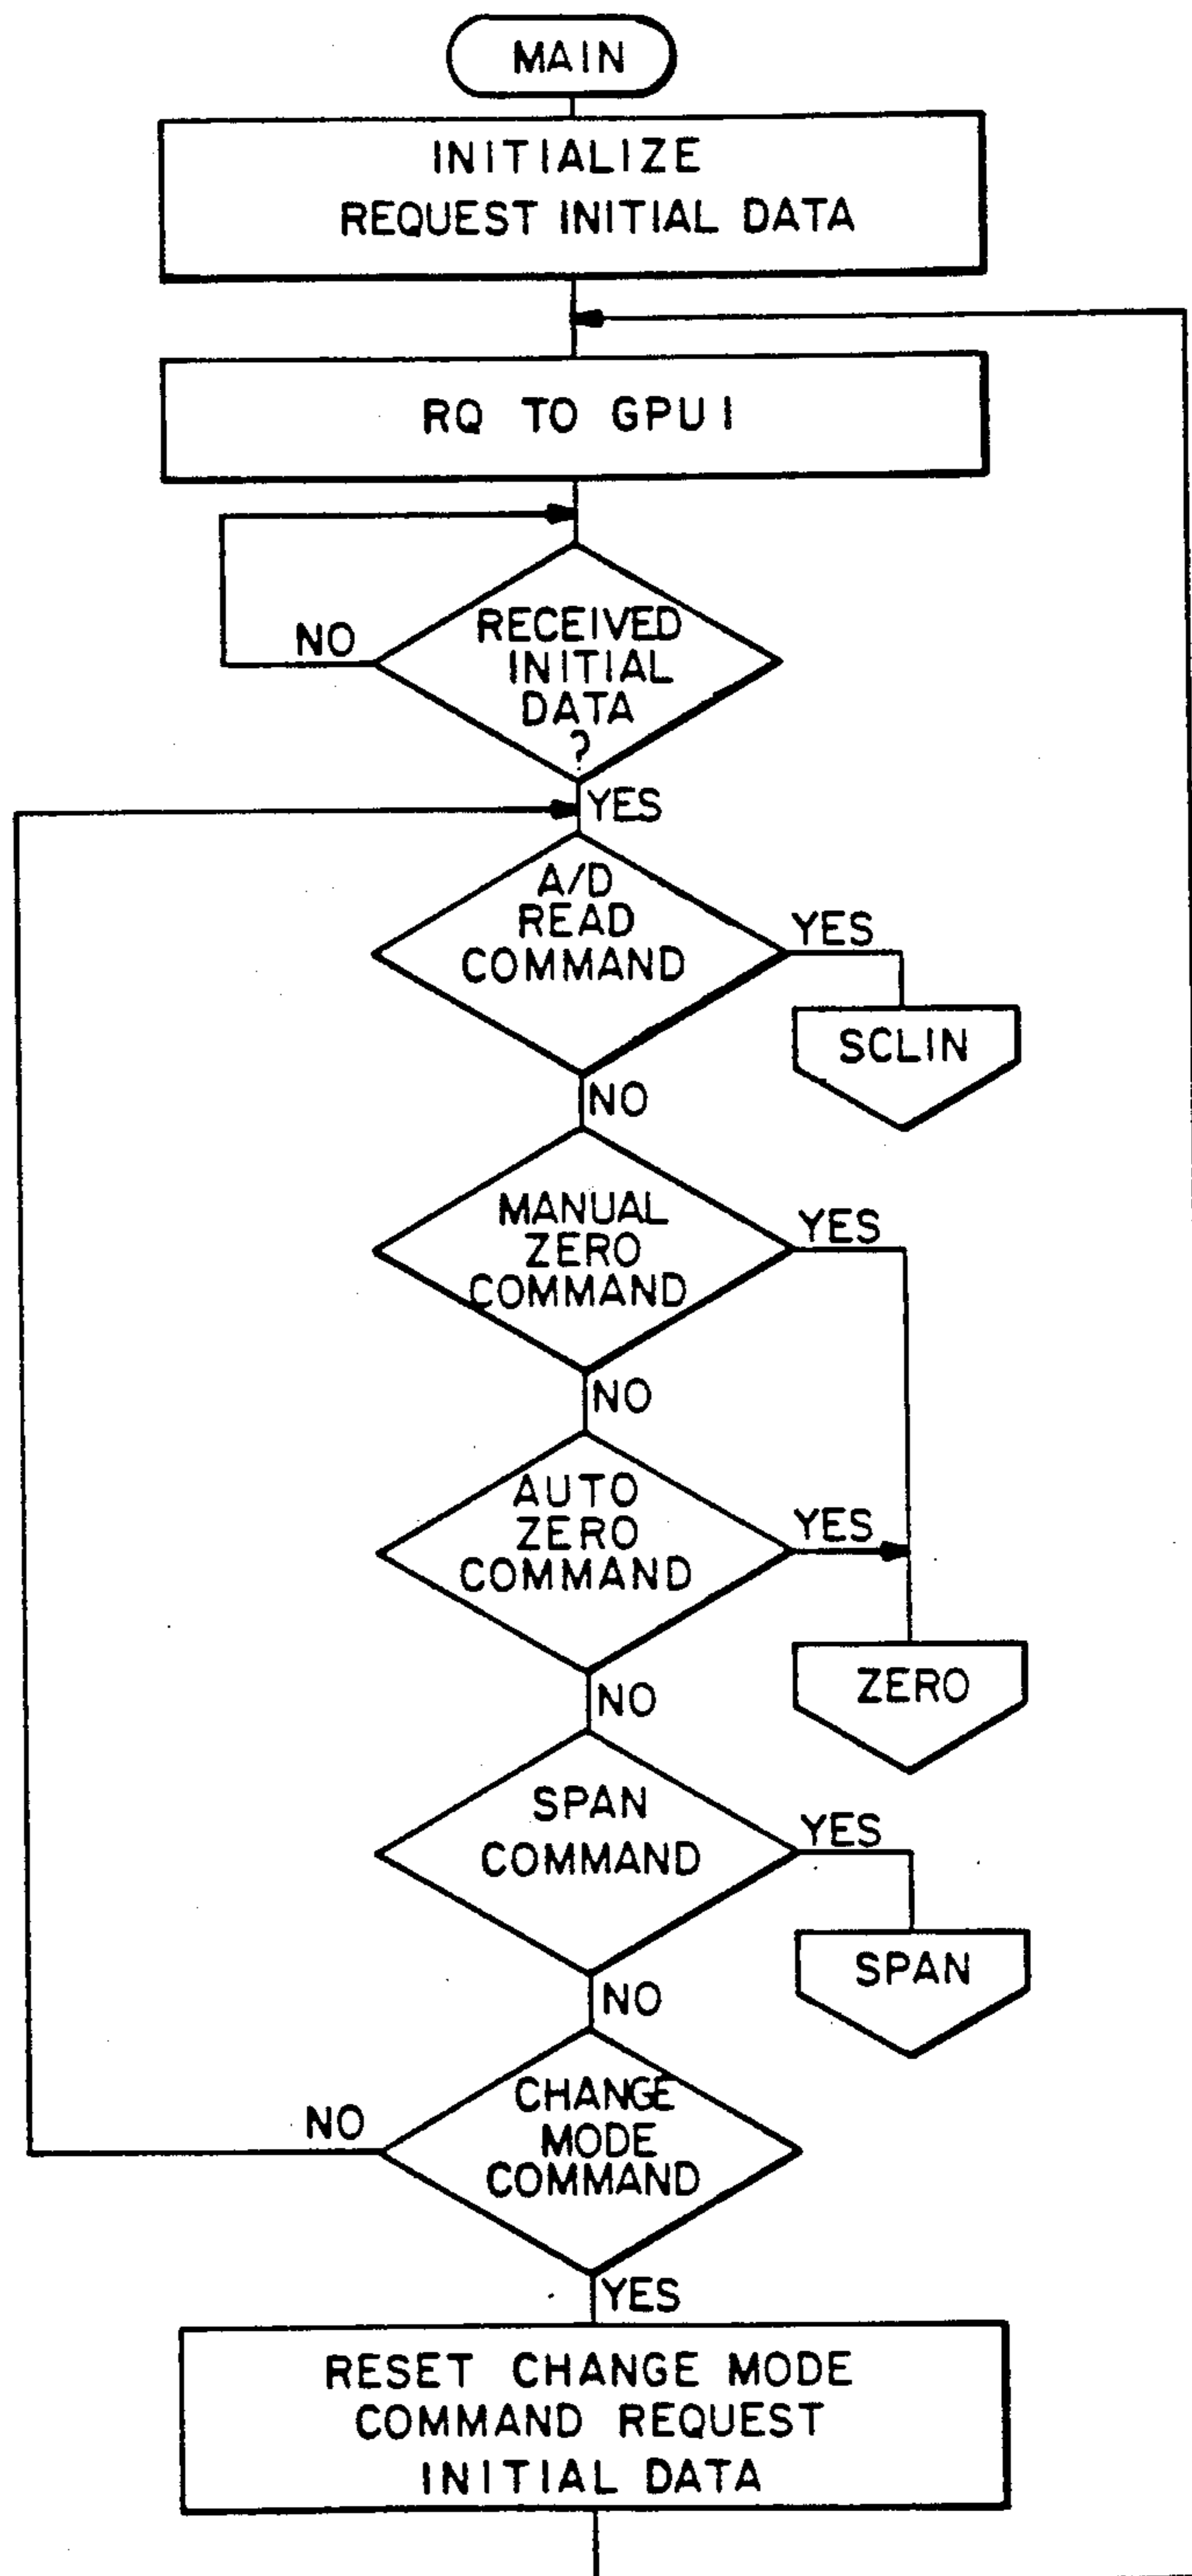 MAIN
INITIALIZE
REQUEST INITIAL DATA
RQ TO GPU I
NO
RECEIVED
INITIAL
DATA
?
YES
A/D
READ
COMMAND
YES
SCLIN
NO
MANUAL
ZERO
COMMAND
YES
NO
AUTO
ZERO
COMMAND
YES
ZERO
NO
SPAN
COMMAND
YES
SPAN
NO
CHANGE
MODE
COMMAND
NO
YES
RESET CHANGE MODE
COMMAND REQUEST
INITIAL DATA